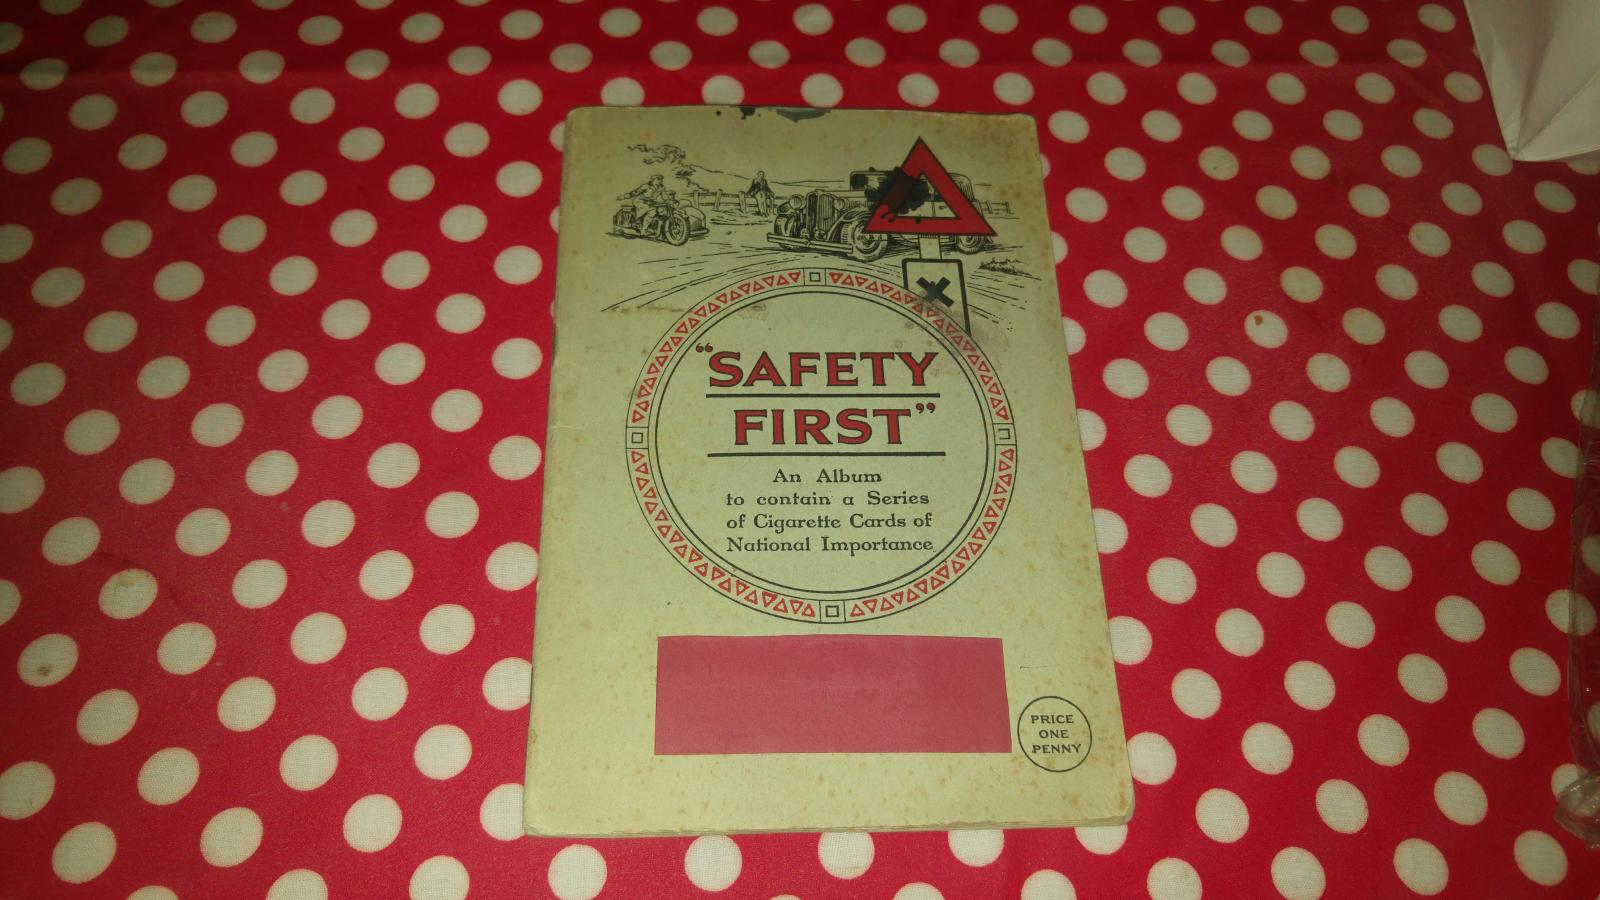 “SAFETY
FIRST”
An Album
to contain a Series
of Cigarette Cards of
National Importance
PRICE
ONE
PENNY